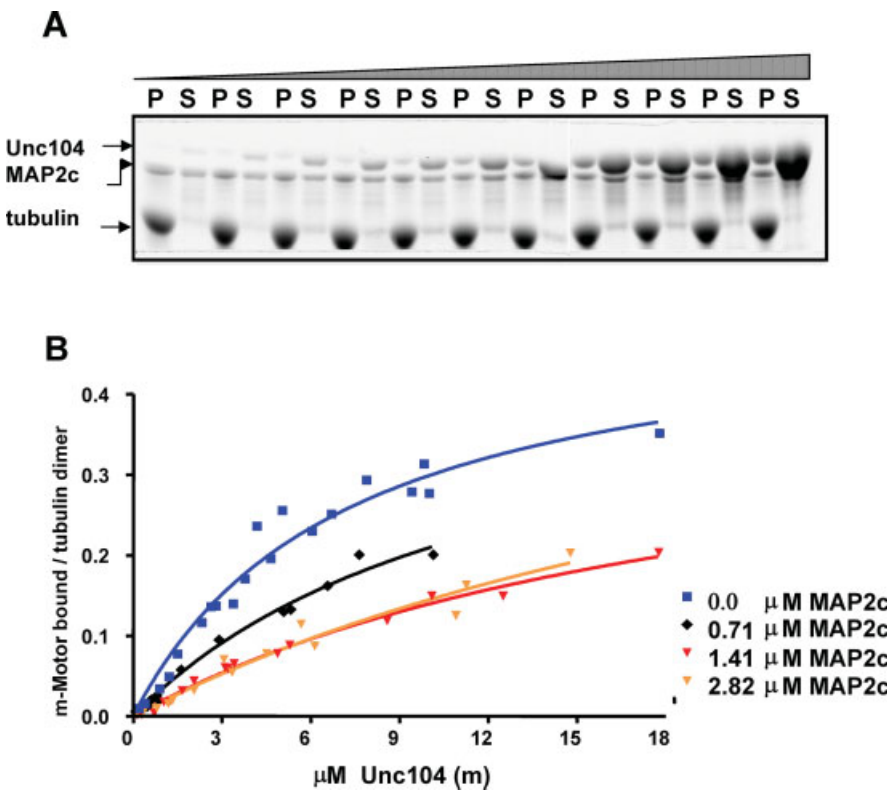 A
P S P S P S P S P S P S P S P S P S P S P S
Unc104
MAP2c
tubulin
B
m-Motor bound / tubulin dimer
0.4
0.3
0.2
0.1
0.0
0 3 6 9 12 15 18
μM Unc104 (m)
0.0 μM MAP2c
0.71 μM MAP2c
1.41 μM MAP2c
2.82 μM MAP2c